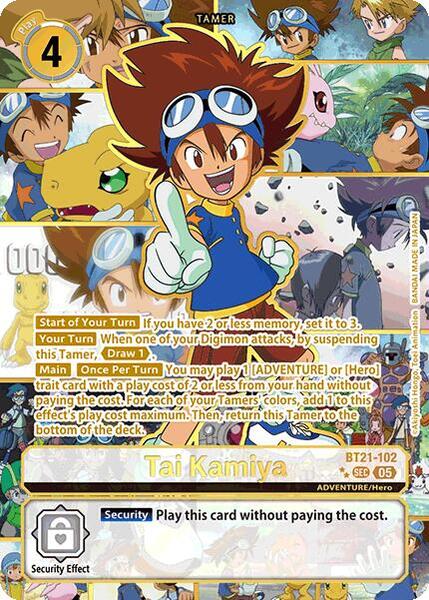 Play
TAMER
4
000
Start of Your Turn If you have 2 or less memory, set it to 3.
Your Turn When one of your Digimon attacks, by suspending
this Tamer, Draw 1.
Main Once Per Turn You may play 1 [ADVENTURE] or [Hero]
trait card with a play cost of 2 or less from your hand without
paying the cost. For each of your Tamers' colors, add 1 to this
effect's play cost maximum. Then, return this Tamer to the
bottom of the deck.
©Akiyoshi Hongo, Toei Animation BANDAI MADE IN JAPAN
Tai Kamiya
BT21-102
SEC 05
ADVENTURE/Hero
Security Play this card without paying the cost.
Security Effect